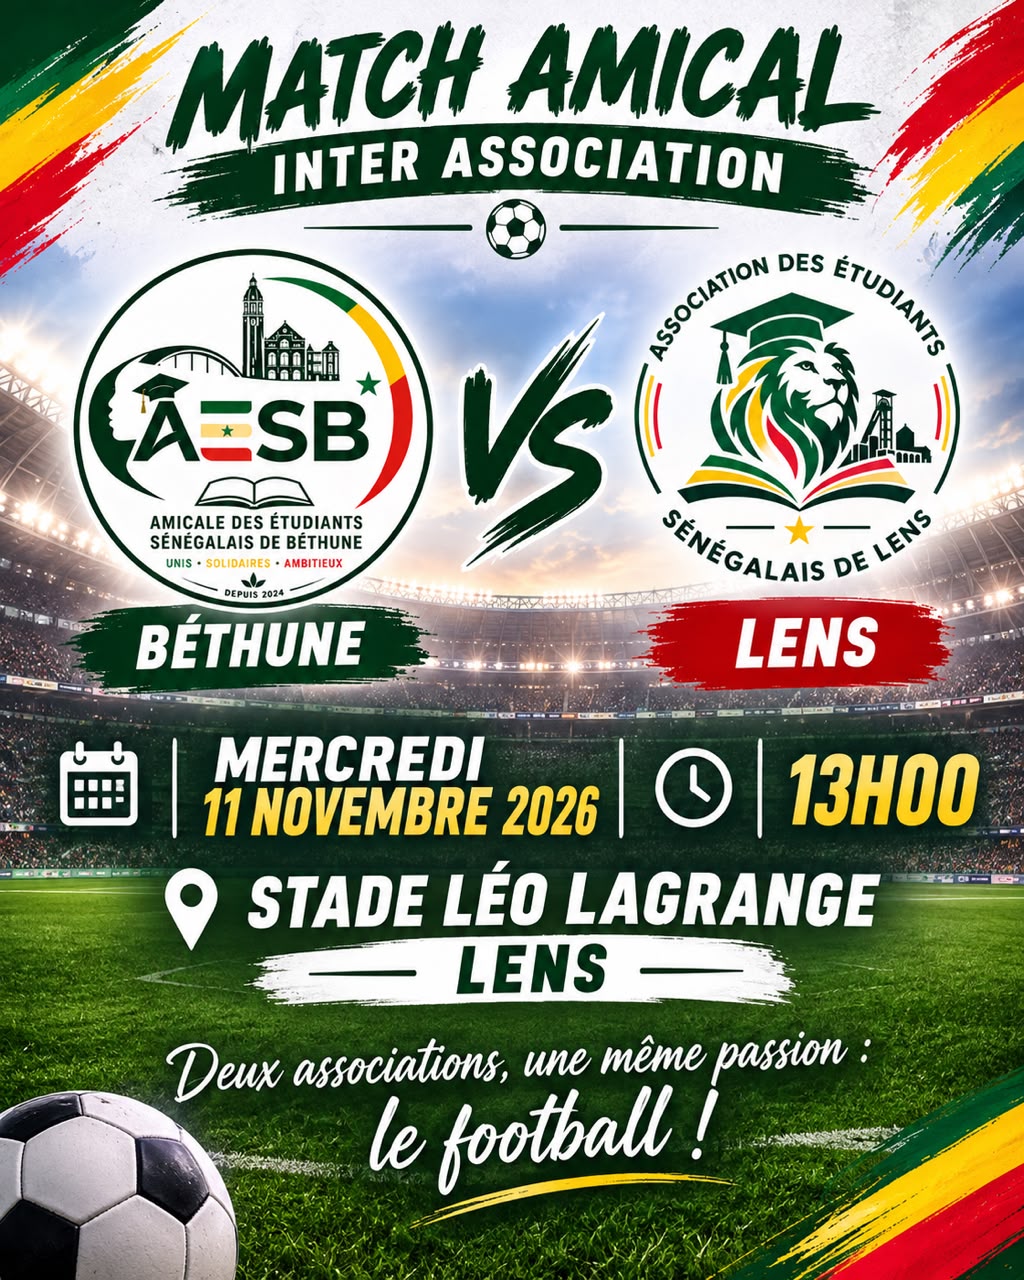 MATCH AMICAL
INTER ASSOCIATION
AESB
AMICALE DES ÉTUDIANTS
SÉNÉGALAIS DE BÉTHUNE
UNIS • SOLIDAIRES • AMBITIEUX
DEPUIS 2024
VS
ASSOCIATION DES ÉTUDIANTS
SÉNÉGALAIS DE LENS
BÉTHUNE
LENS
MERCREDI
11 NOVEMBRE 2026
13H00
STADE LÉO LAGRANGE
LENS
Deux associations, une même passion :
le football !